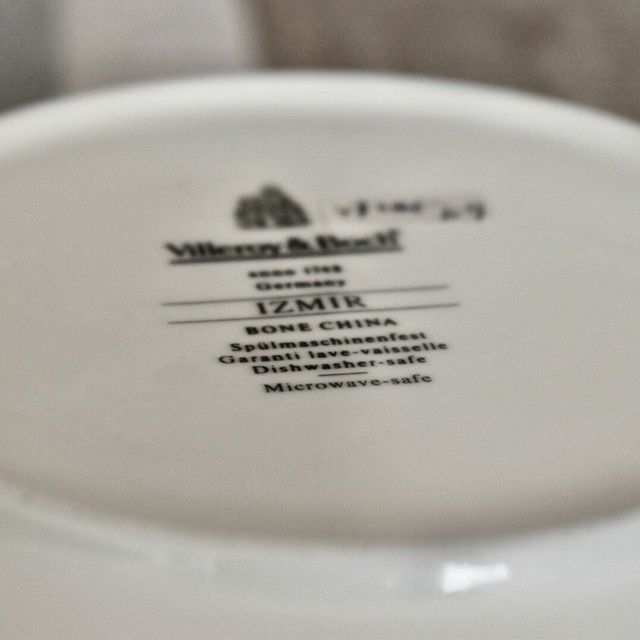 Villeroy & Boch
anno 1748
Germany
IZMIR
BONE CHINA
Spülmaschinenfest
Garanti lave-vaisselle
Dishwasher-safe
Microwave-safe